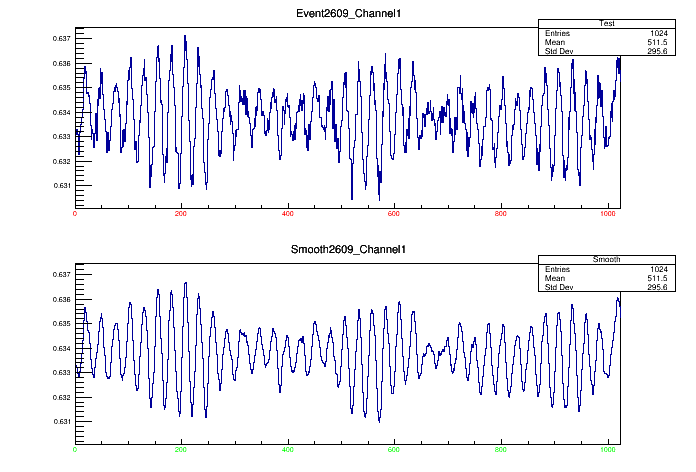 Event2609_Channel1
Test
Entries 1024
Mean 511.5
Std Dev 295.6
0.637
0.636
0.635
0.634
0.633
0.632
0.631
0 200 400 600 800 1000
Smooth2609_Channel1
Smooth
Entries 1024
Mean 511.5
Std Dev 295.6
0.637
0.636
0.635
0.634
0.633
0.632
0.631
0 200 400 600 800 1000